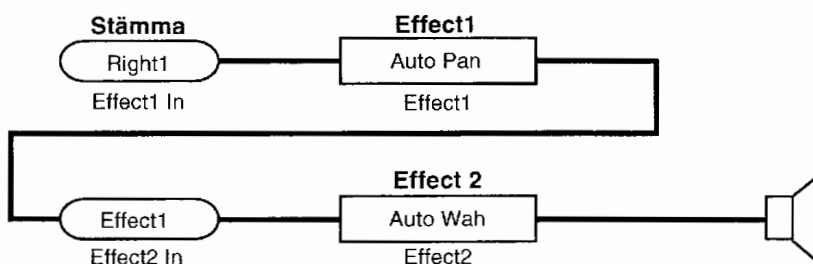 Stämma
Effect1
Right1
Auto Pan
Effect1 In
Effect1
Effect 2
Effect1
Auto Wah
Effect2 In
Effect2